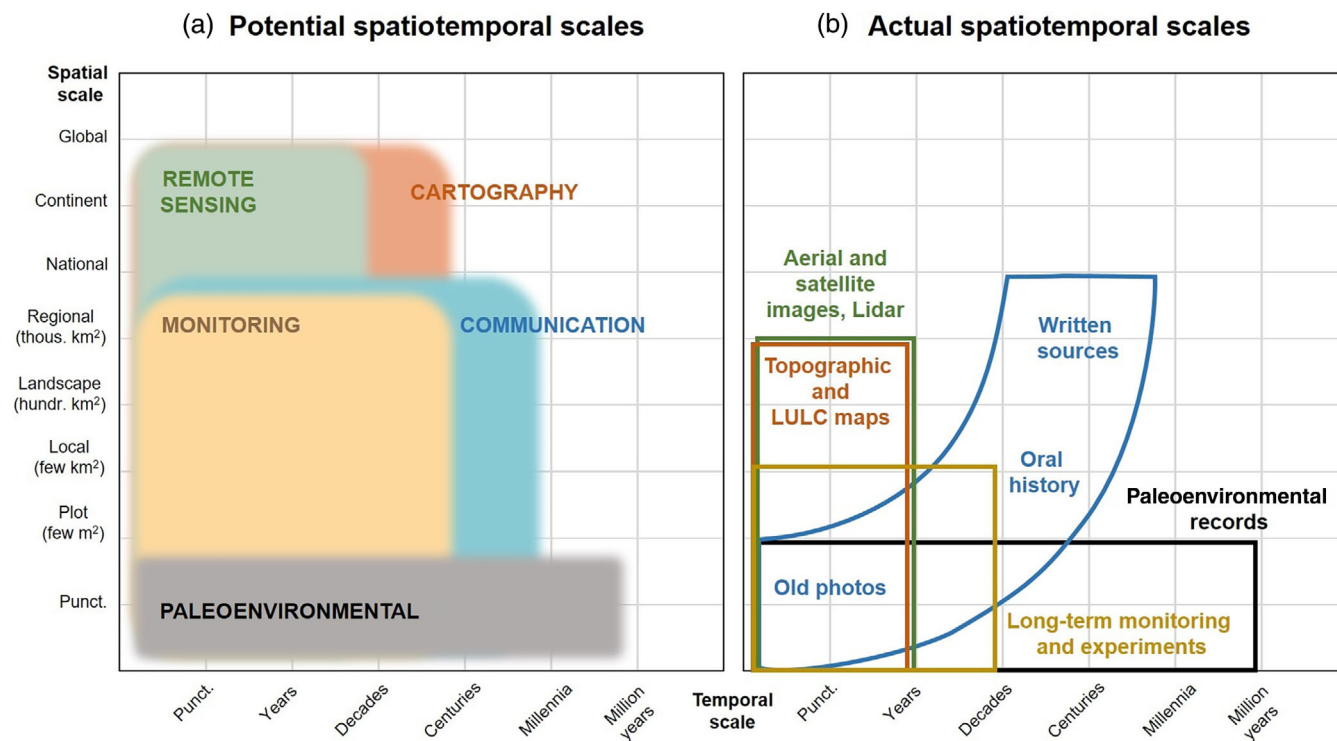 (a) Potential spatiotemporal scales
(b) Actual spatiotemporal scales
Spatial
scale
Global
Continent
National
Regional
(thous. km²)
Landscape
(hundr. km²)
Local
(few km²)
Plot
(few m²)
Punct.
REMOTE
SENSING
CARTOGRAPHY
MONITORING
COMMUNICATION
PALEOENVIRONMENTAL
Punct.
Years
Decades
Centuries
Millennia
Million
years
Temporal
scale
Aerial and
satellite
images, Lidar
Topographic
and
LULC maps
Written
sources
Oral
history
Paleoenvironmental
records
Old photos
Long-term monitoring
and experiments
Punct.
Years
Decades
Centuries
Millennia
Million
years